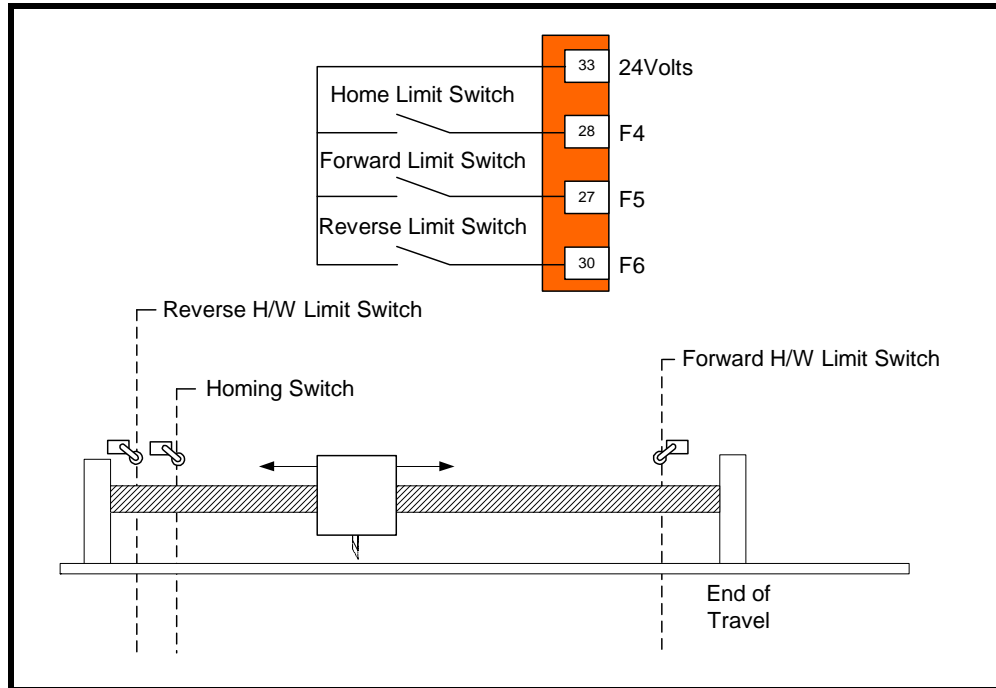 33 24Volts
Home Limit Switch
28 F4
Forward Limit Switch
27 F5
Reverse Limit Switch
30 F6
Reverse H/W Limit Switch
Forward H/W Limit Switch
Homing Switch
End of
Travel